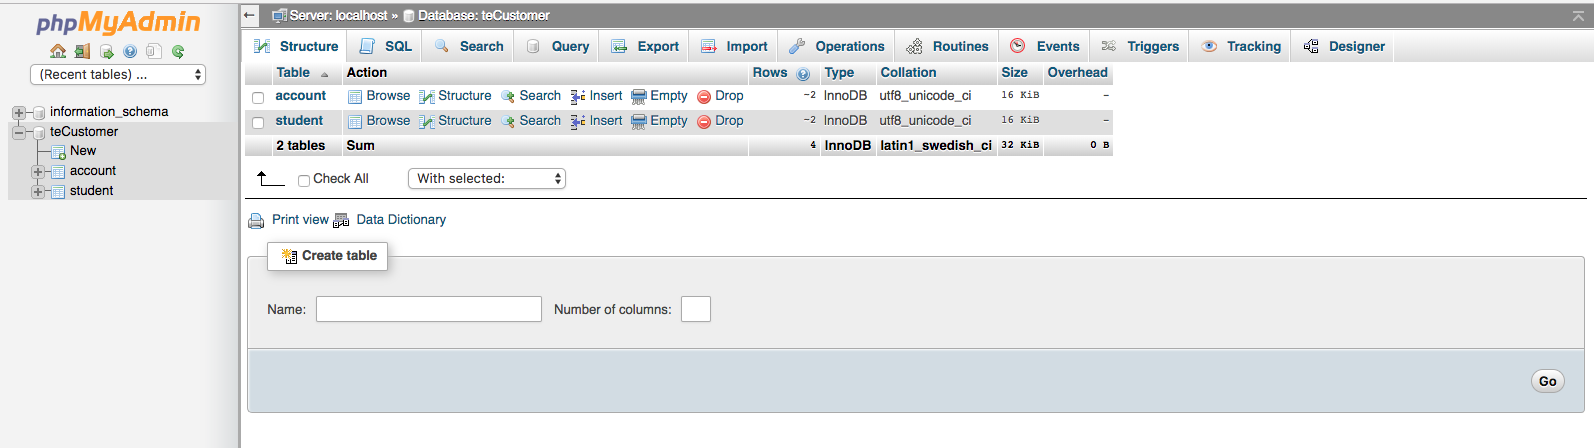 phpMyAdmin
(Recent tables) ...
information_schema
teCustomer
New
account
student
Server: localhost » Database: teCustomer
Structure SQL Search Query Export Import Operations Routines Events Triggers Tracking Designer
Table Action Rows Type Collation Size Overhead
account Browse Structure Search Insert Empty Drop ~2 InnoDB utf8_unicode_ci 16 KiB -
student Browse Structure Search Insert Empty Drop ~2 InnoDB utf8_unicode_ci 16 KiB -
2 tables Sum 4 InnoDB latin1_swedish_ci 32 KiB 0 B
Check All With selected:
Print view Data Dictionary
Create table
Name: Number of columns:
Go